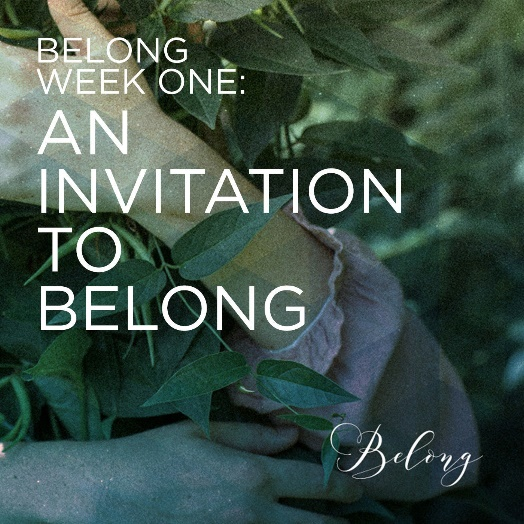 BELONG
WEEK ONE:
AN
INVITATION
TO
BELONG
Belong